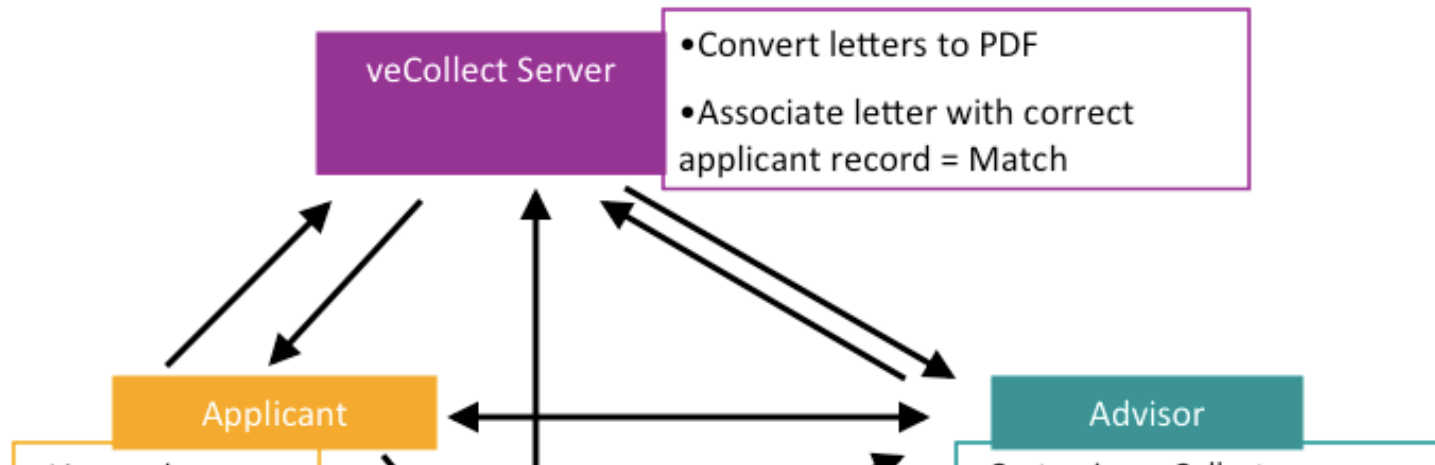 veCollect Server
•Convert letters to PDF
•Associate letter with correct
applicant record = Match
Applicant
Advisor